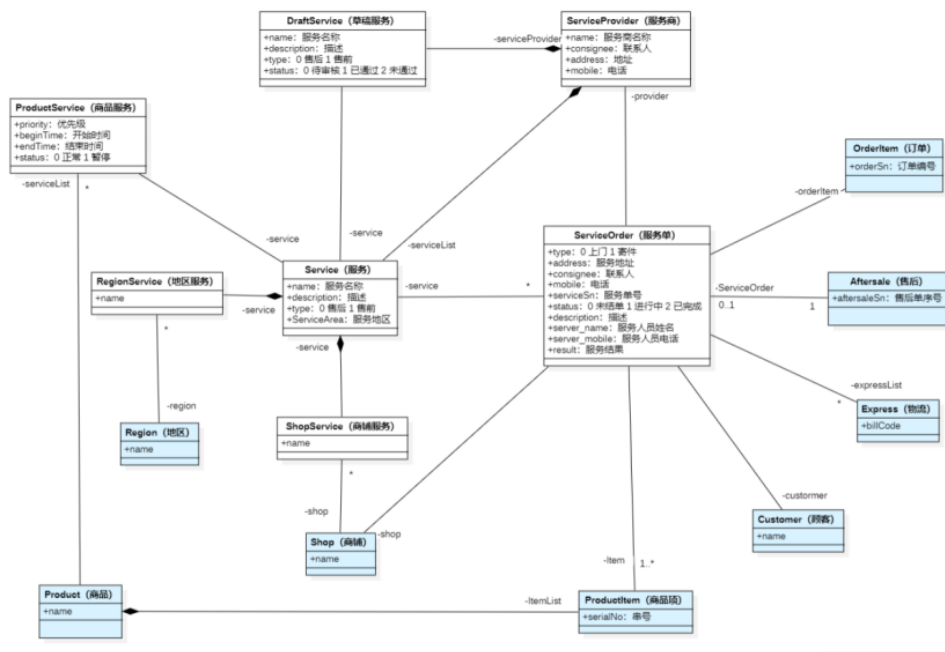 DraftService（草稿服务）
+name：服务名称
+description：描述
+type：0 售后 1 售前
+status：0 待审核 1 已通过 2 未通过
-serviceProvider
ServiceProvider（服务商）
+name：服务商名称
+consignee：联系人
+address：地址
+mobile：电话
-provider
ProductService（商品服务）
+priority：优先级
+beginTime：开始时间
+endTime：结束时间
+status：0 正常 1 暂停
-serviceList
*
OrderItem（订单）
+orderSn：订单编号
-orderItem
-service
-service
-serviceList
RegionService（地区服务）
+name
-service
*
Service（服务）
+name：服务名称
+description：描述
+type：0 售后 1 售前
+ServiceArea：服务地区
-service
*
-service
ServiceOrder（服务单）
+type：0 上门 1 寄件
+address：服务地址
+consignee：联系人
+mobile：电话
+serviceSn：服务单号
+status：0 未结单 1 进行中 2 已完成
+description：描述
+server_name：服务人员姓名
+server_mobile：服务人员电话
+result：服务结果
-ServiceOrder
0..1
1
Aftersale（售后）
+aftersaleSn：售后单序号
-expressList
*
Express（物流）
+billCode
-region
Region（地区）
+name
ShopService（商铺服务）
+name
*
-shop
-shop
Shop（商铺）
+name
-custormer
Customer（顾客）
+name
-Item
1..*
Product（商品）
+name
-ItemList
ProductItem（商品项）
+serialNo：串号